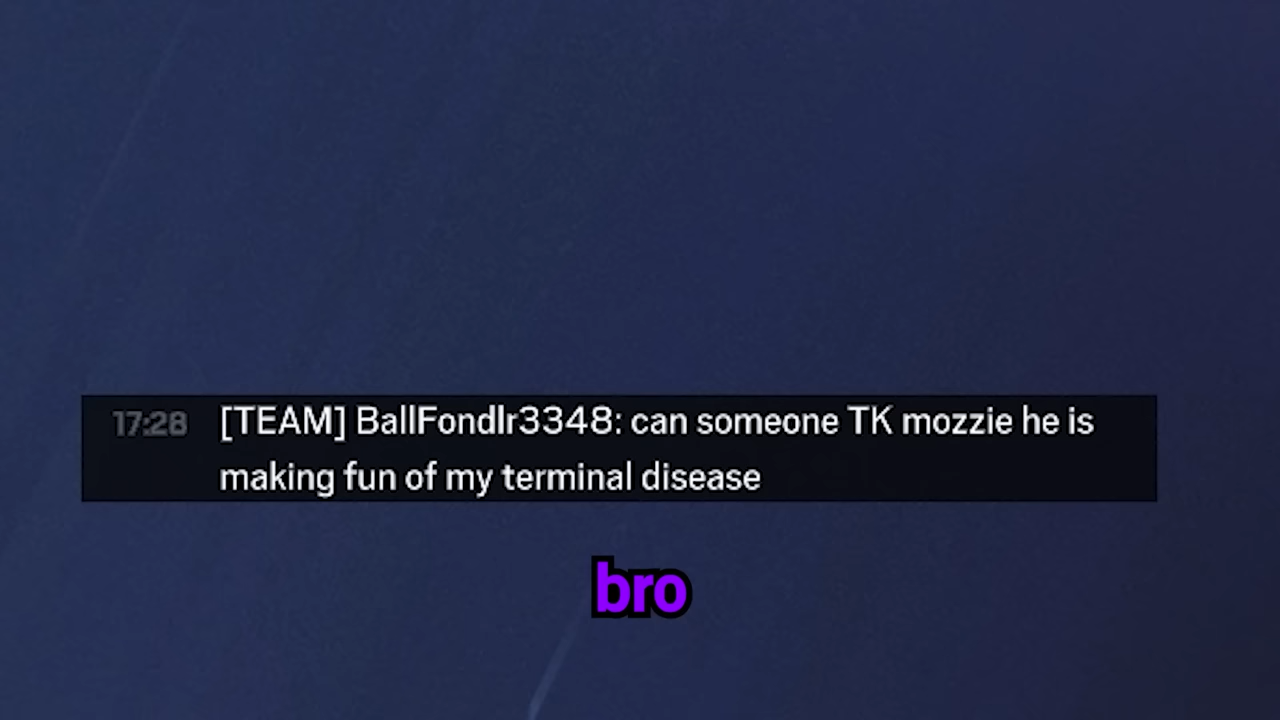 17:28 [TEAM] BallFondlr3348: can someone TK mozzie he is
making fun of my terminal disease
bro